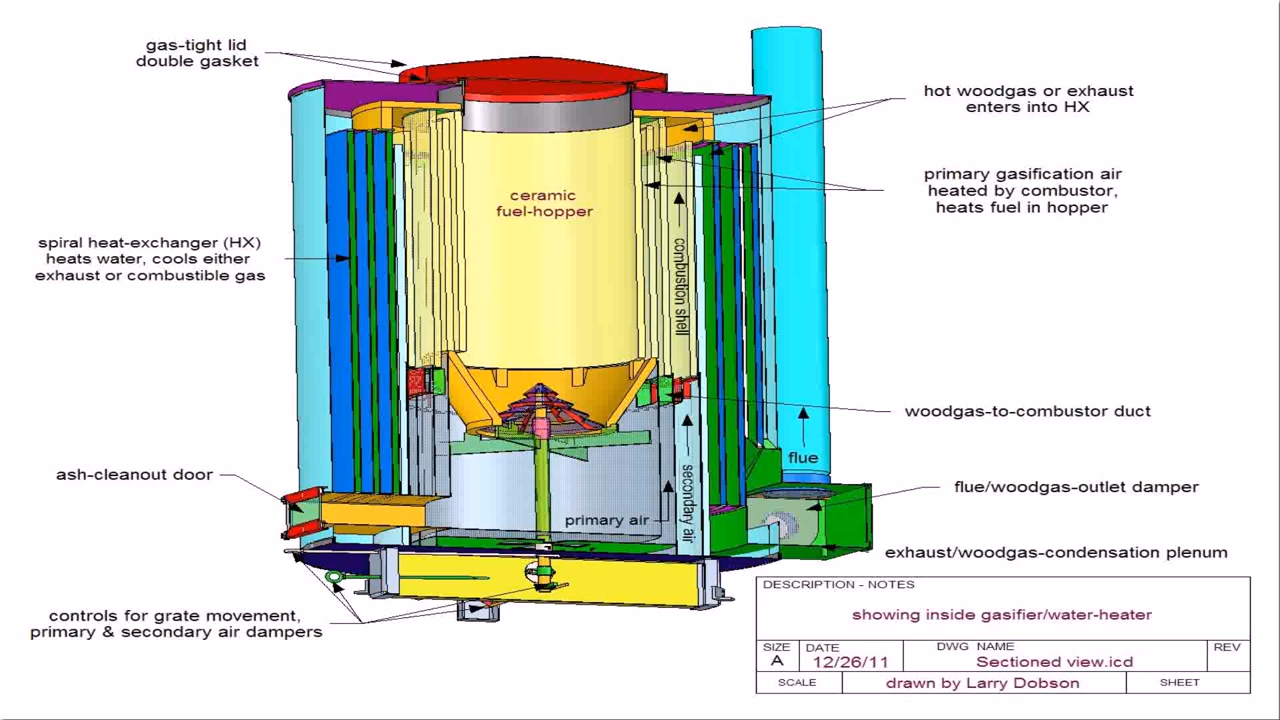 gas-tight lid
double gasket
hot woodgas or exhaust
enters into HX
primary gasification air
heated by combustor,
heats fuel in hopper
ceramic
fuel-hopper
spiral heat-exchanger (HX)
heats water, cools either
exhaust or combustible gas
combustion shell
woodgas-to-combustor duct
flue
ash-cleanout door
flue/woodgas-outlet damper
secondary air
primary air
exhaust/woodgas-condensation plenum
controls for grate movement,
primary & secondary air dampers
DESCRIPTION - NOTES
showing inside gasifier/water-heater
SIZE
A
DATE
12/26/11
DWG NAME
Sectioned view.icd
REV
SCALE
drawn by Larry Dobson
SHEET